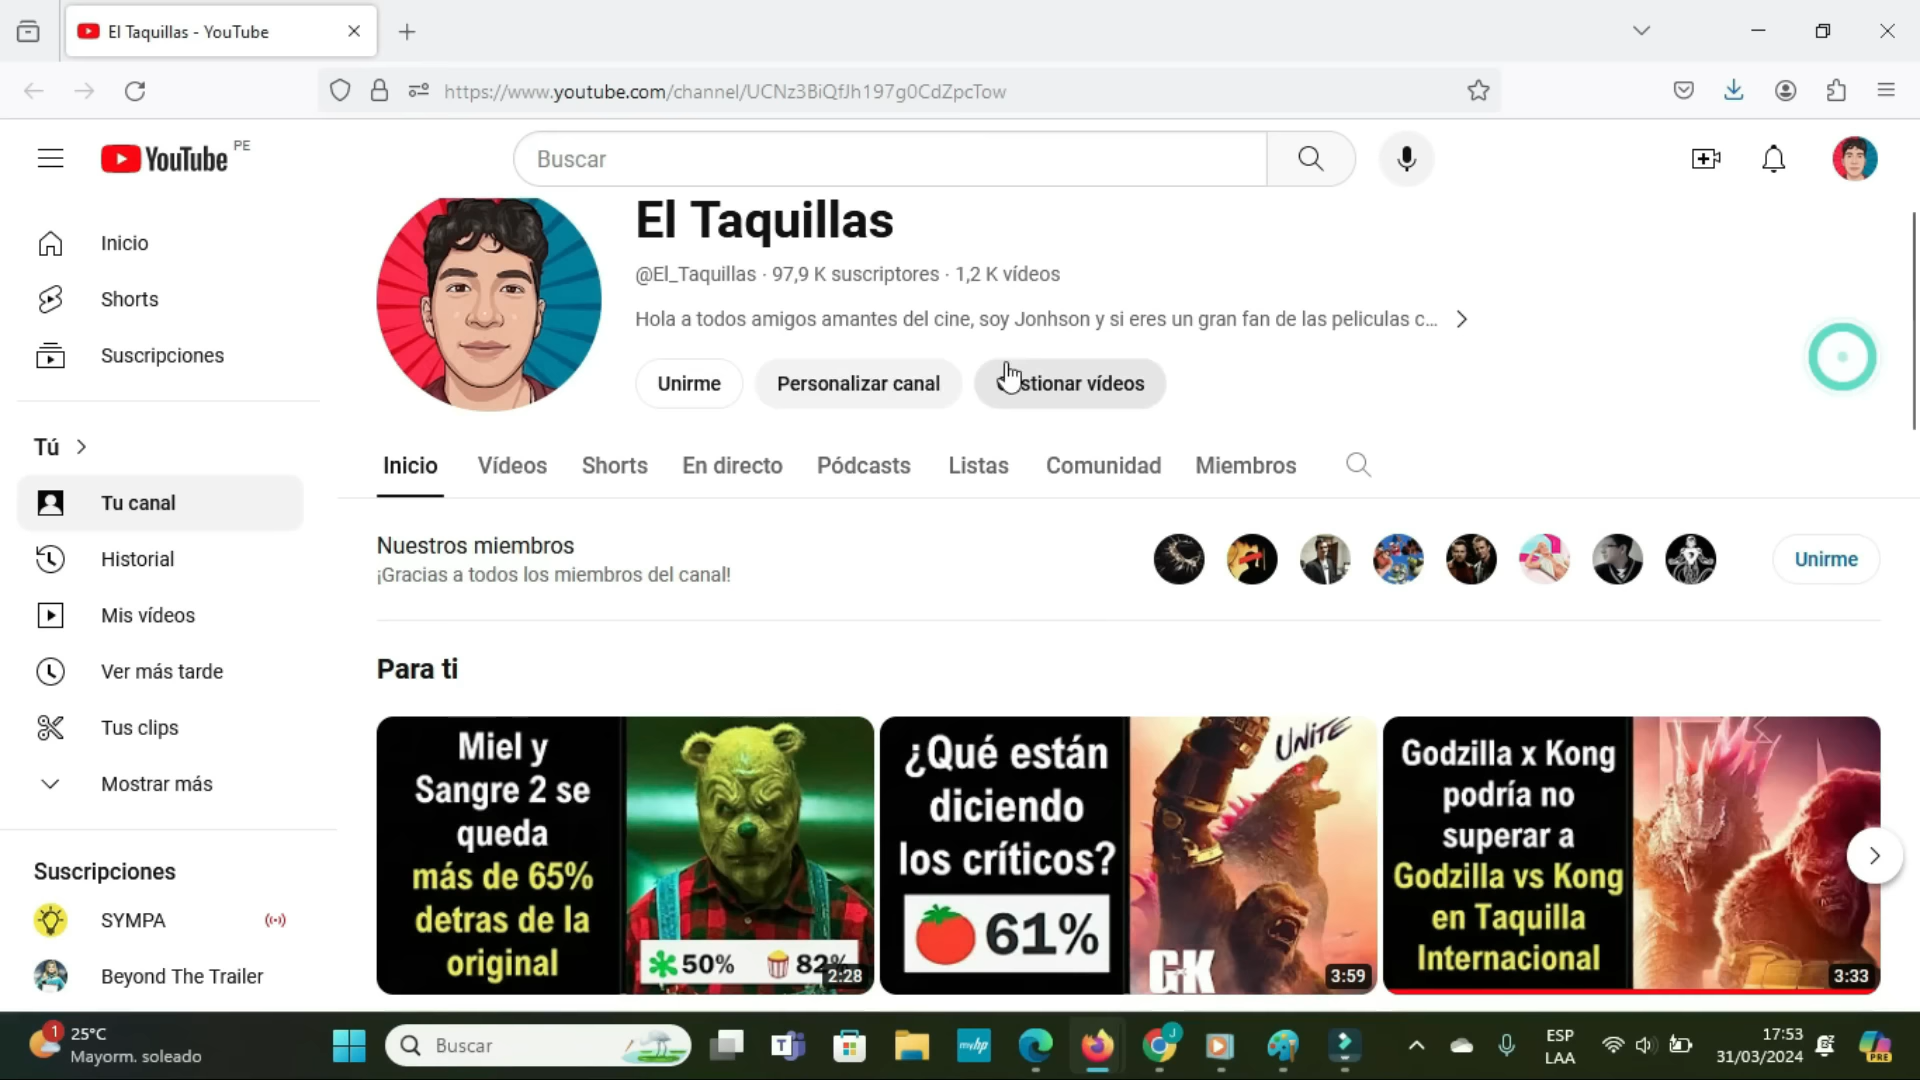 El Taquillas - YouTube
https://www.youtube.com/channel/UCNz3BiQfJh197g0CdZpcTow
YouTube PE
Buscar
Inicio
Shorts
Suscripciones
Tú
Tu canal
Historial
Mis vídeos
Ver más tarde
Tus clips
Mostrar más
Suscripciones
SYMPA
Beyond The Trailer
El Taquillas
@El_Taquillas · 97,9 K suscriptores · 1,2 K vídeos
Hola a todos amigos amantes del cine, soy Jonhson y si eres un gran fan de las peliculas c...
Unirme Personalizar canal stionar vídeos
Inicio Vídeos Shorts En directo Pódcasts Listas Comunidad Miembros
Nuestros miembros
¡Gracias a todos los miembros del canal!
Unirme
Para ti
Miel y
Sangre 2 se
queda
más de 65%
detras de la
original
50% 82%
2:28
¿Qué están
diciendo
los críticos?
61%
UNITE
GK
3:59
Godzilla x Kong
podría no
superar a
Godzilla vs Kong
en Taquilla
Internacional
3:33
1
25°C
Mayorm. soleado
Buscar
myhp
J
ESP
LAA
17:53
31/03/2024
PRE